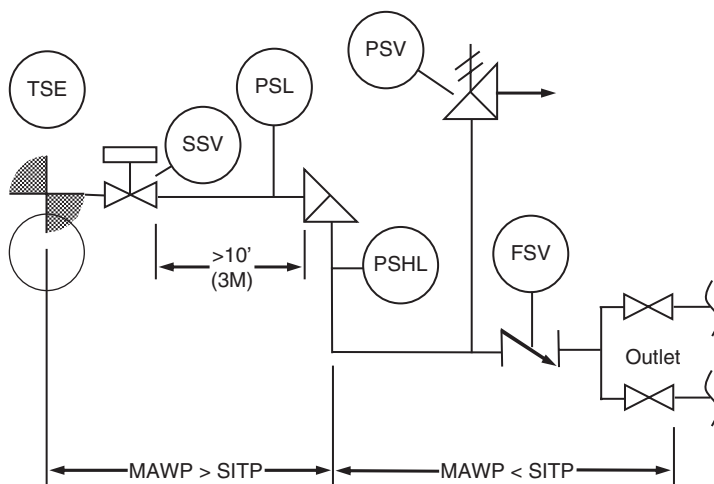 TSE
PSL
PSV
SSV
>10'
(3M)
PSHL
FSV
Outlet
MAWP > SITP
MAWP < SITP